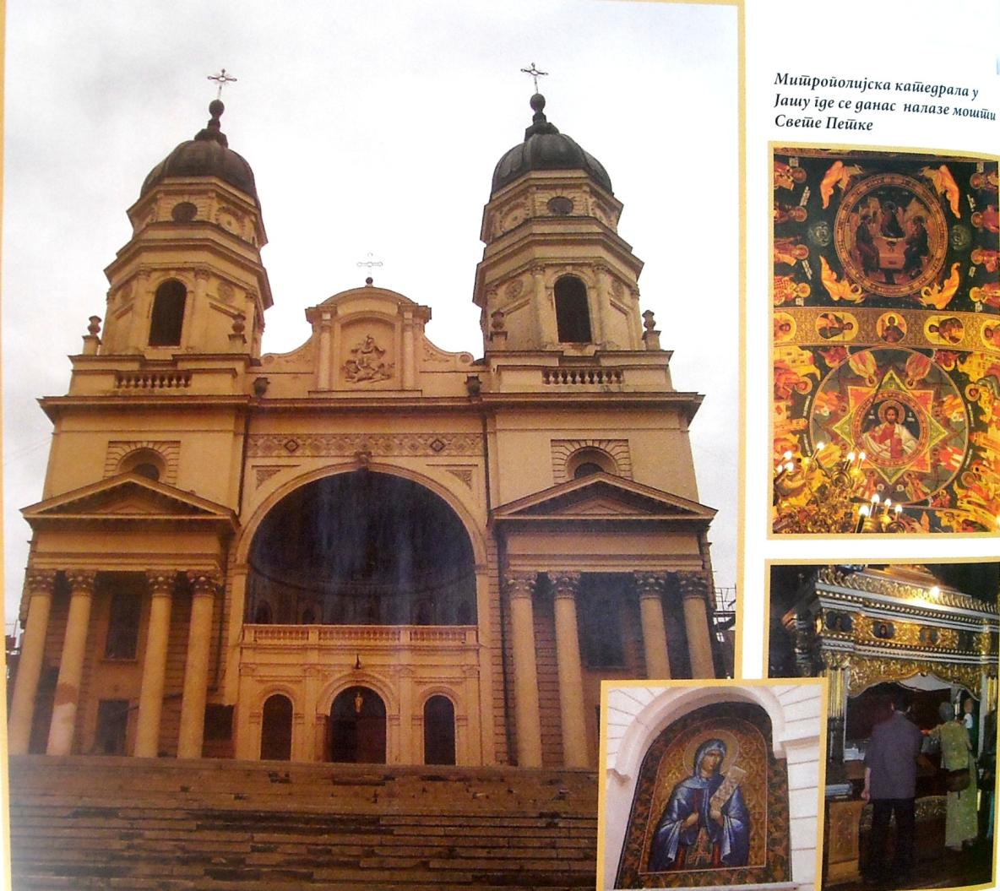 Митрополијска катедрала у
Јашу где се данас налазе мошти
Свете Петке